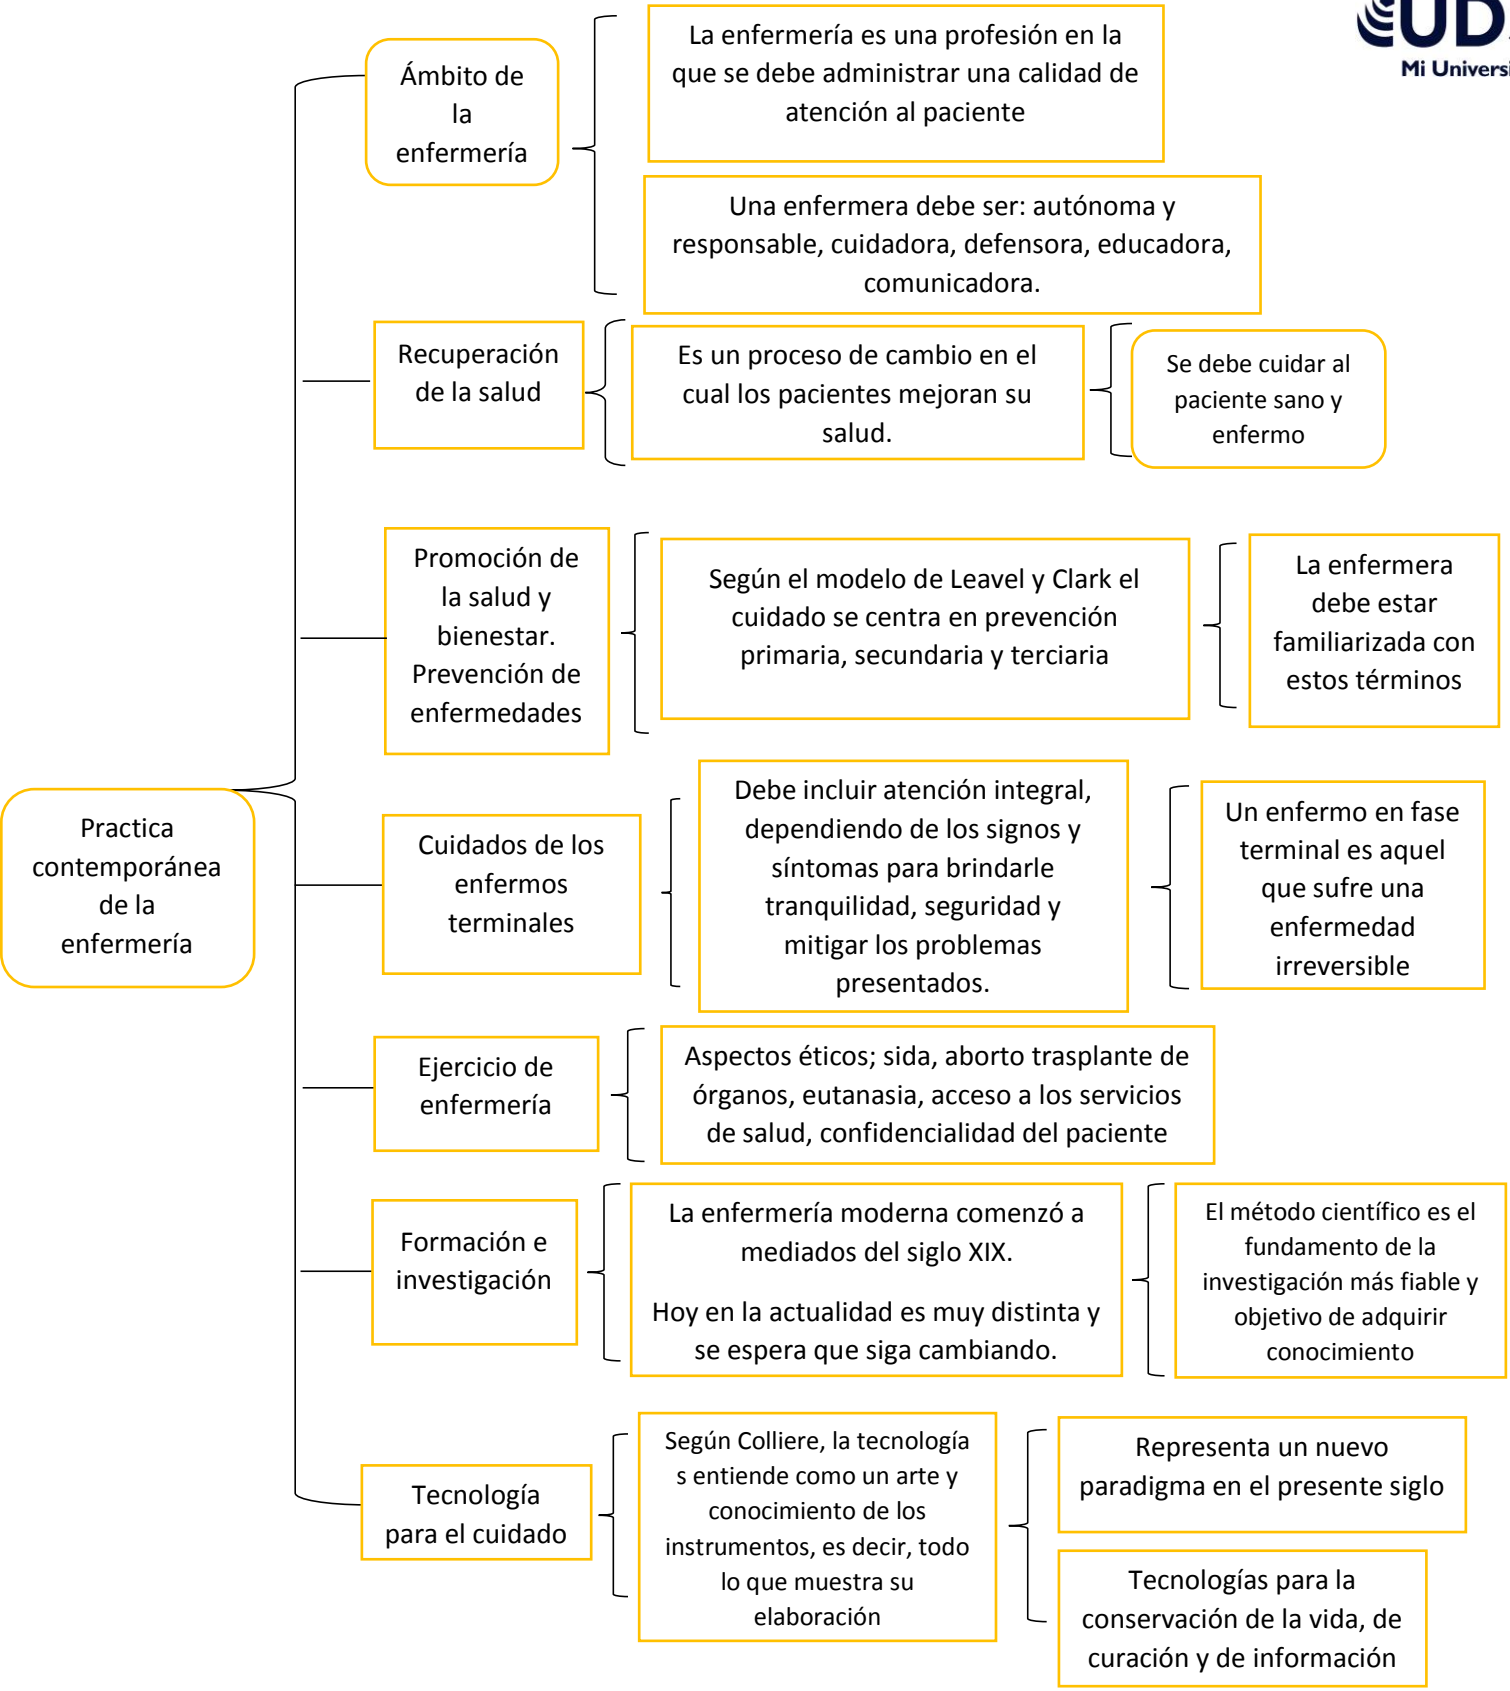 Mi Universi
Ámbito de
la
enfermería
La enfermería es una profesión en la
que se debe administrar una calidad de
atención al paciente
Una enfermera debe ser: autónoma y
responsable, cuidadora, defensora, educadora,
comunicadora.
Recuperación
de la salud
Es un proceso de cambio en el
cual los pacientes mejoran su
salud.
Se debe cuidar al
paciente sano y
enfermo
Promoción de
la salud y
bienestar.
Prevención de
enfermedades
Según el modelo de Leavel y Clark el
cuidado se centra en prevención
primaria, secundaria y terciaria
La enfermera
debe estar
familiarizada con
estos términos
Practica
contemporánea
de la
enfermería
Cuidados de los
enfermos
terminales
Debe incluir atención integral,
dependiendo de los signos y
síntomas para brindarle
tranquilidad, seguridad y
mitigar los problemas
presentados.
Un enfermo en fase
terminal es aquel
que sufre una
enfermedad
irreversible
Ejercicio de
enfermería
Aspectos éticos; sida, aborto trasplante de
órganos, eutanasia, acceso a los servicios
de salud, confidencialidad del paciente
Formación e
investigación
La enfermería moderna comenzó a
mediados del siglo XIX.
Hoy en la actualidad es muy distinta y
se espera que siga cambiando.
El método científico es el
fundamento de la
investigación más fiable y
objetivo de adquirir
conocimiento
Tecnología
para el cuidado
Según Colliere, la tecnología
s entiende como un arte y
conocimiento de los
instrumentos, es decir, todo
lo que muestra su
elaboración
Representa un nuevo
paradigma en el presente siglo
Tecnologías para la
conservación de la vida, de
curación y de información